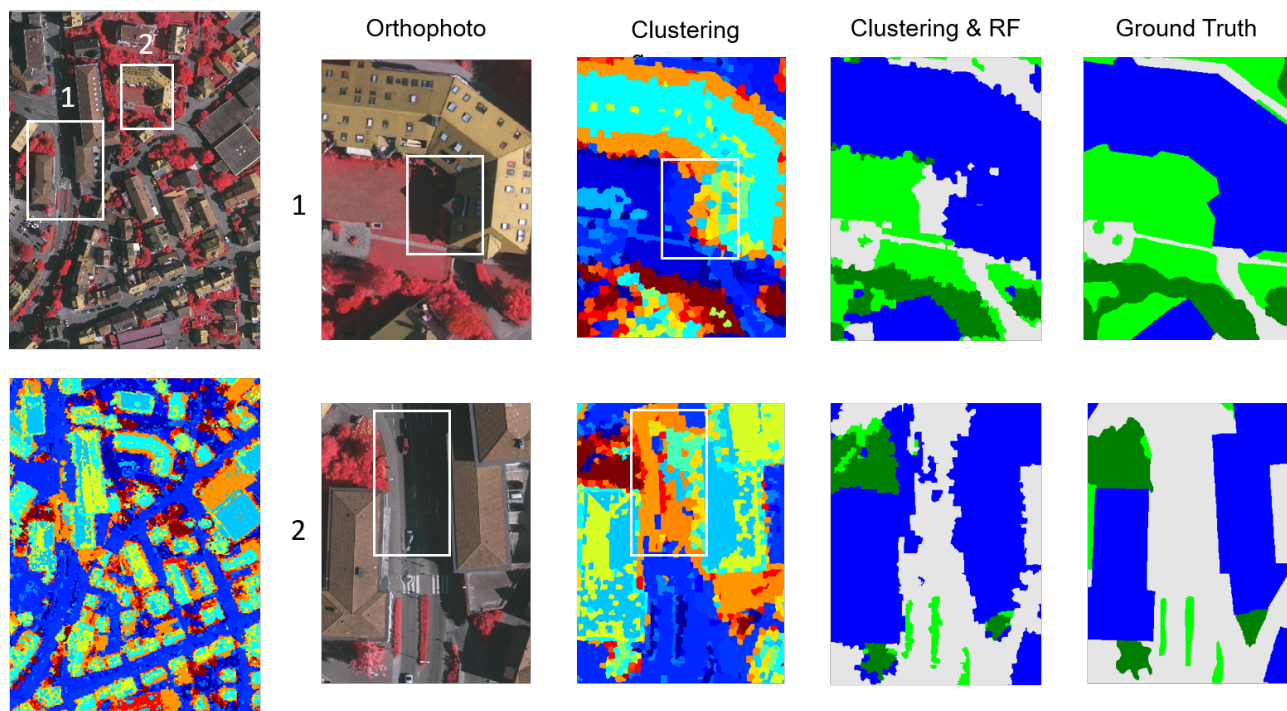 Orthophoto
Clustering
Clustering & RF
Ground Truth
2
1
1
2